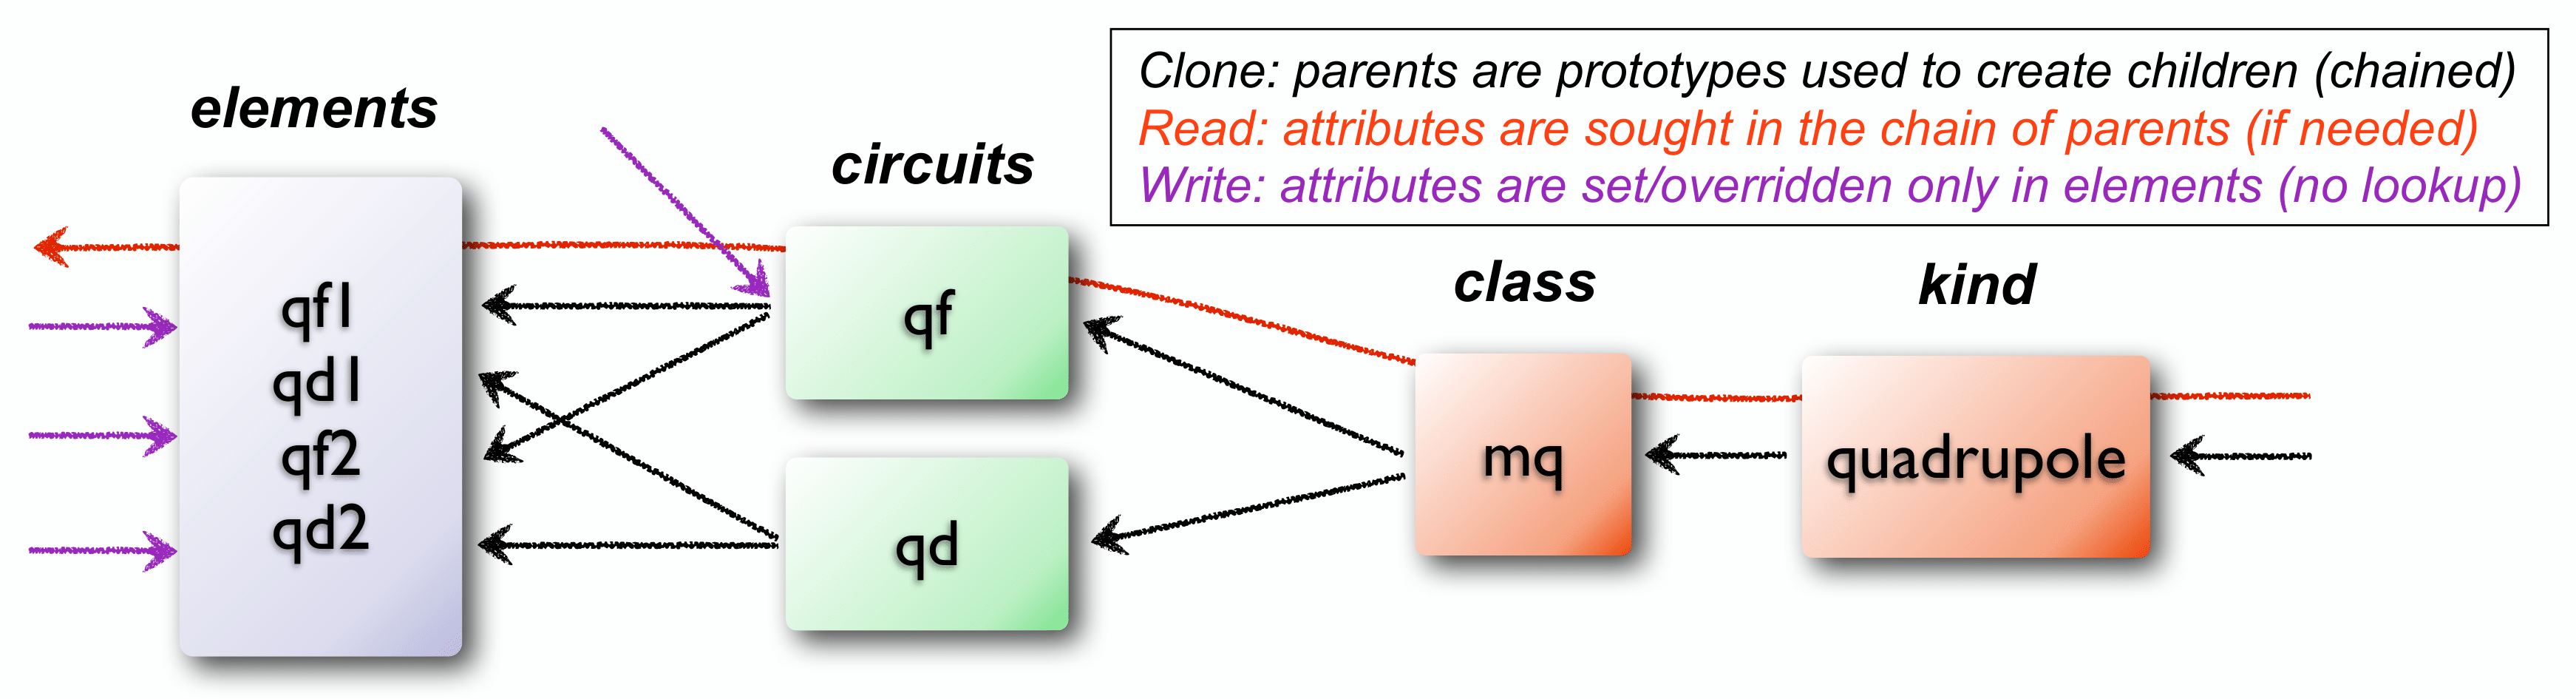 Clone: parents are prototypes used to create children (chained)
Read: attributes are sought in the chain of parents (if needed)
Write: attributes are set/overridden only in elements (no lookup)
elements
circuits
class
kind
qf1
qd1
qf2
qd2
qf
qd
mq
quadrupole